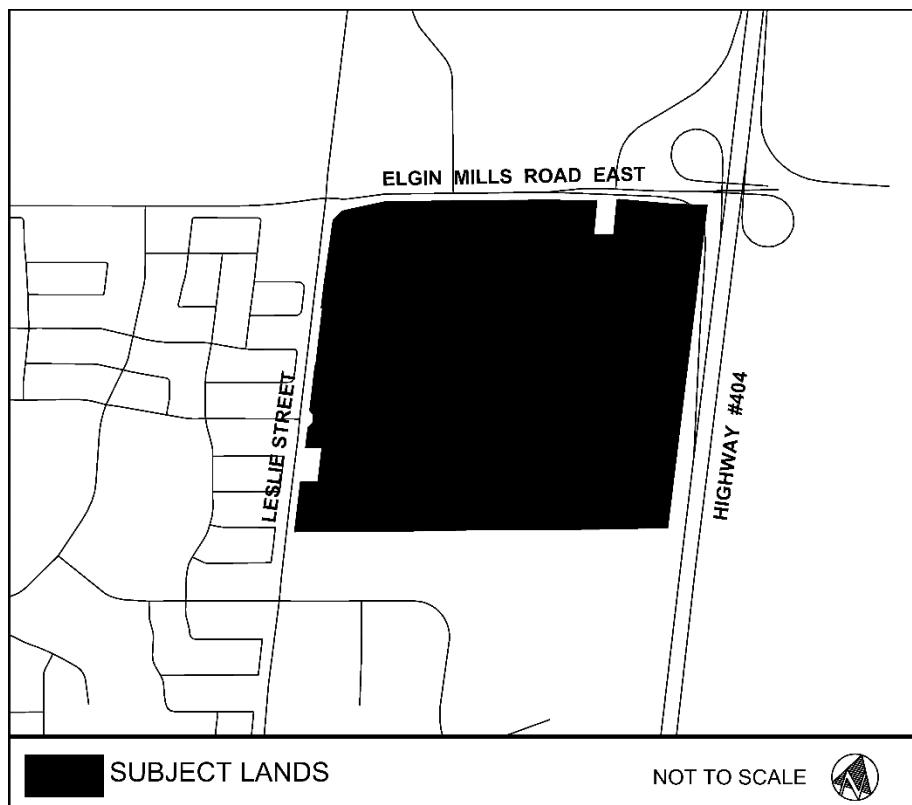 ELGIN MILLS ROAD EAST
LESLIE STREET
HIGHWAY #404
SUBJECT LANDS
NOT TO SCALE